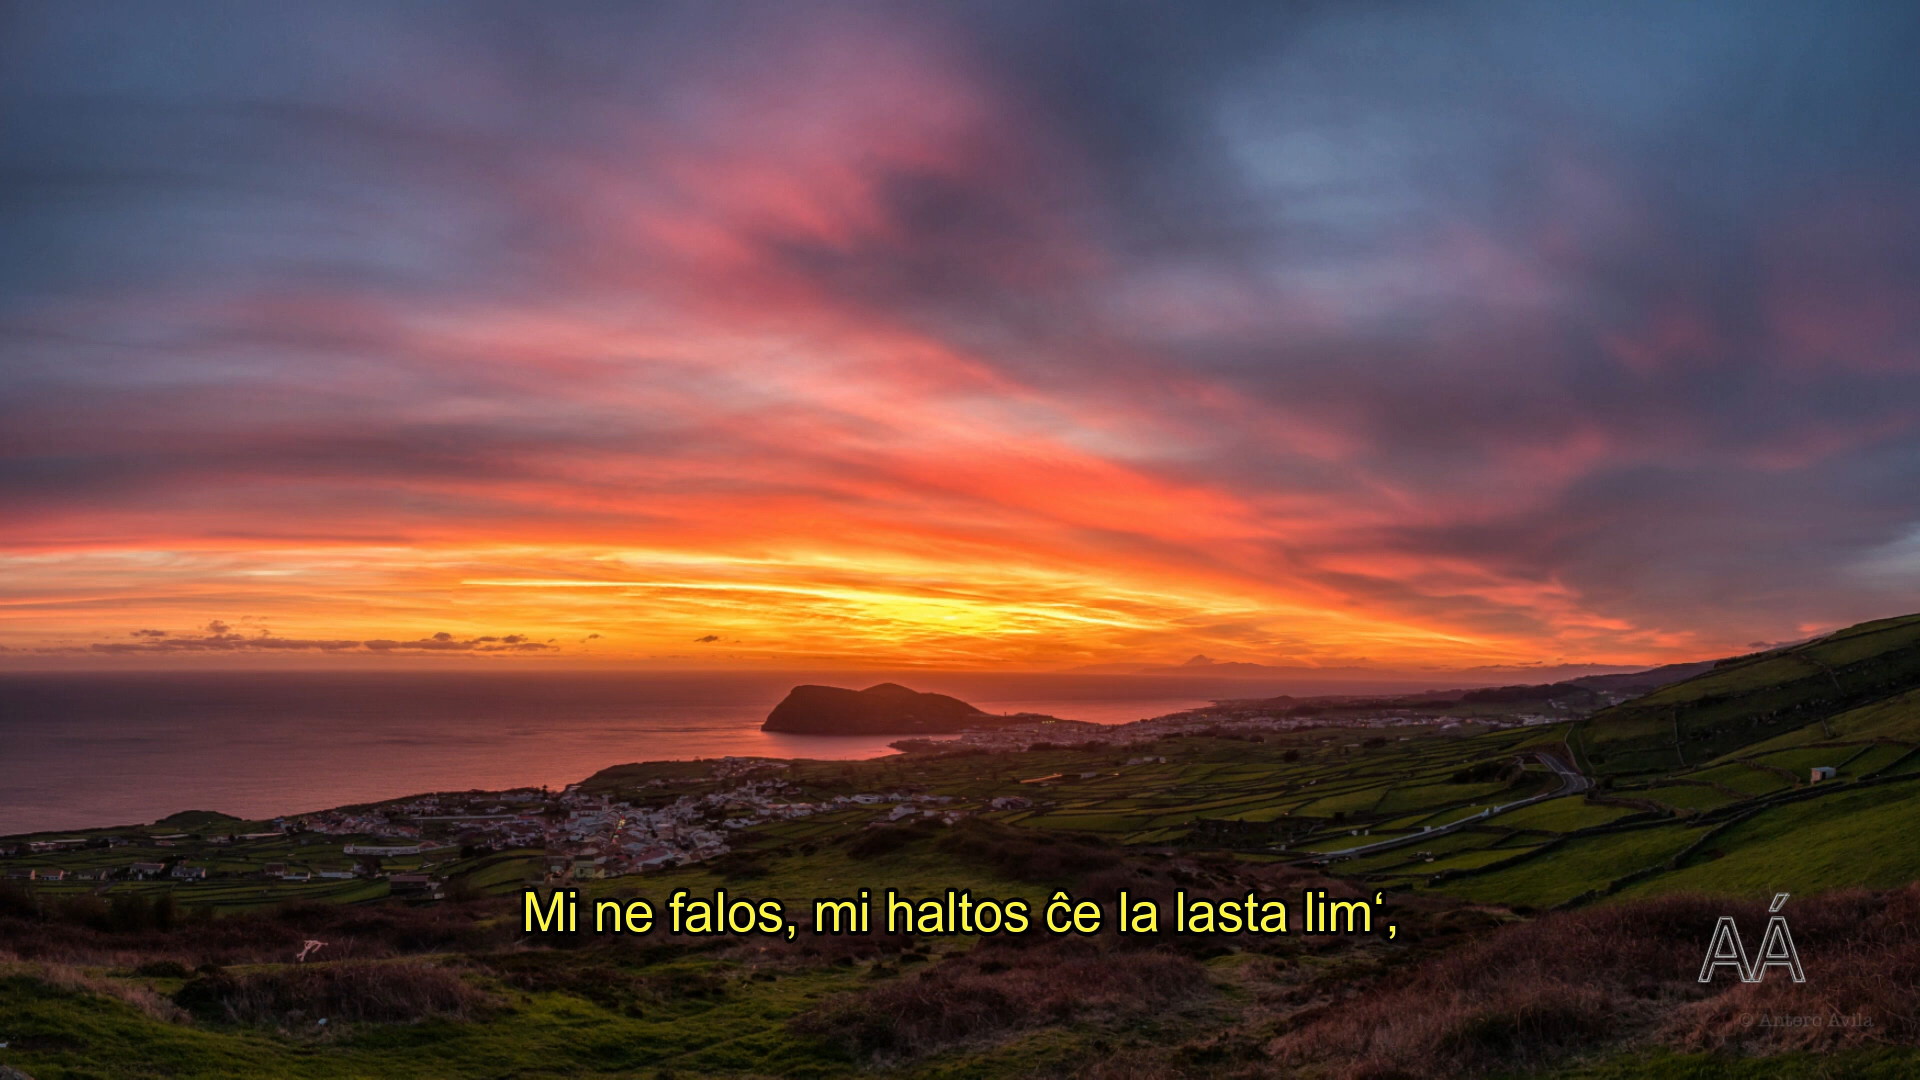 Mi ne falos, mi haltos ĉe la lasta lim‘,
AÁ
© Antero Ávila